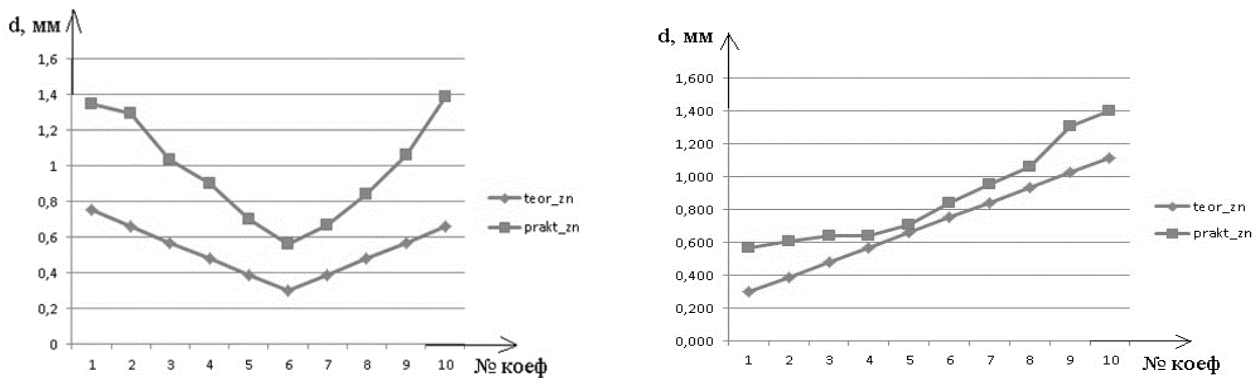 d, мм
1,6
1,4
1,2
1
0,8
0,6
0,4
0,2
0
1 2 3 4 5 6 7 8 9 10
№ коеф
teor_zn
prakt_zn
d, мм
1,600
1,400
1,200
1,000
0,800
0,600
0,400
0,200
0,000
1 2 3 4 5 6 7 8 9 10
№ коеф
teor_zn
prakt_zn